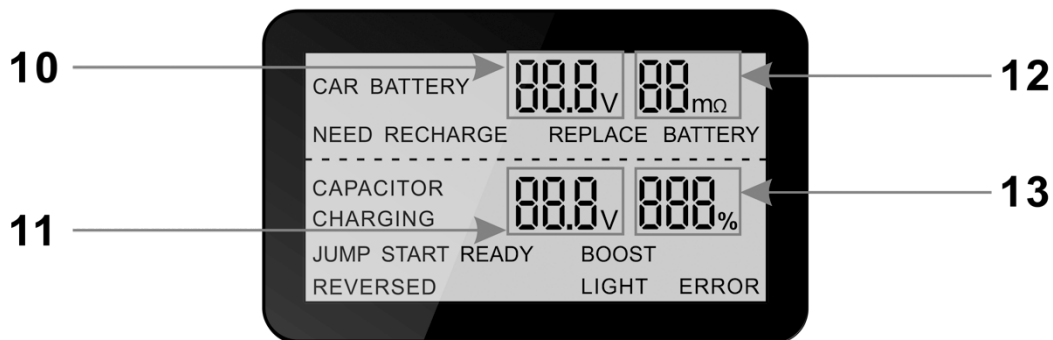 10
CAR BATTERY 88.8V 88mΩ
12
NEED RECHARGE REPLACE BATTERY
CAPACITOR
CHARGING 88.8V 888%
13
11
JUMP START READY BOOST
REVERSED LIGHT ERROR